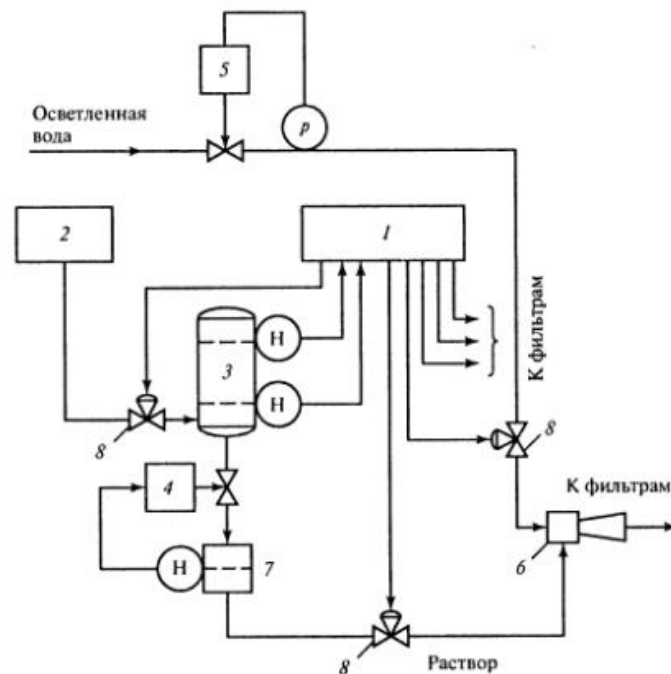 5
Осветленная
вода
p
2
1
3
H
H
К фильтрам
8
8
4
К фильтрам
H
7
6
8
Раствор